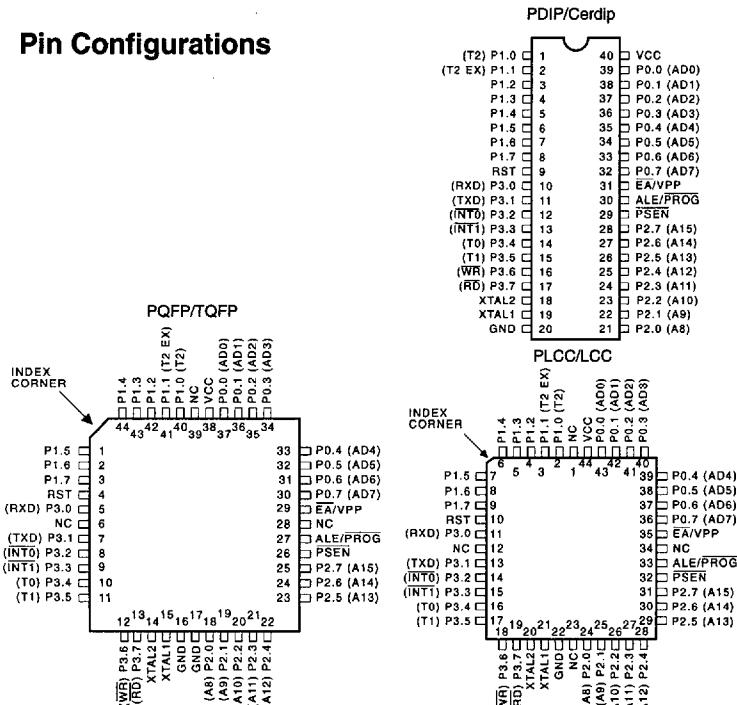 Pin Configurations
PDIP/Cerdip
(T2) P1.0 1 40 VCC
(T2 EX) P1.1 2 39 P0.0 (AD0)
P1.2 3 38 P0.1 (AD1)
P1.3 4 37 P0.2 (AD2)
P1.4 5 36 P0.3 (AD3)
P1.5 6 35 P0.4 (AD4)
P1.6 7 34 P0.5 (AD5)
P1.7 8 33 P0.6 (AD6)
RST 9 32 P0.7 (AD7)
(RXD) P3.0 10 31 EA/VPP
(TXD) P3.1 11 30 ALE/PROG
(INT0) P3.2 12 29 PSEN
(INT1) P3.3 13 28 P2.7 (A15)
(T0) P3.4 14 27 P2.6 (A14)
(T1) P3.5 15 26 P2.5 (A13)
(WR) P3.6 16 25 P2.4 (A12)
(RD) P3.7 17 24 P2.3 (A11)
XTAL2 18 23 P2.2 (A10)
XTAL1 19 22 P2.1 (A9)
GND 20 21 P2.0 (A8)
PQFP/TQFP
INDEX
CORNER
P1.4 P1.3 P1.2 P1.1 (T2 EX) P1.0 (T2) NC VCC P0.0 (AD0) P0.1 (AD1) P0.2 (AD2) P0.3 (AD3)
44 43 42 41 40 39 38 37 36 35 34
P1.5 1 33 P0.4 (AD4)
P1.6 2 32 P0.5 (AD5)
P1.7 3 31 P0.6 (AD6)
RST 4 30 P0.7 (AD7)
(RXD) P3.0 5 29 EA/VPP
NC 6 28 NC
(TXD) P3.1 7 27 ALE/PROG
(INT0) P3.2 8 26 PSEN
(INT1) P3.3 9 25 P2.7 (A15)
(T0) P3.4 10 24 P2.6 (A14)
(T1) P3.5 11 23 P2.5 (A13)
12 13 14 15 16 17 18 19 20 21 22
WR) P3.6 (RD) P3.7 XTAL2 XTAL1 GND GND (A8) P2.0 (A9) P2.1 A10) P2.2 (A11) P2.3 A12) P2.4
PLCC/LCC
INDEX
CORNER
P1.4 P1.3 P1.2 P1.1 (T2 EX) P1.0 (T2) NC VCC P0.0 (AD0) P0.1 (AD1) P0.2 (AD2) P0.3 (AD3)
6 5 4 3 2 1 44 43 42 41 40
P1.5 7 39 P0.4 (AD4)
P1.6 8 38 P0.5 (AD5)
P1.7 9 37 P0.6 (AD6)
RST 10 36 P0.7 (AD7)
(RXD) P3.0 11 35 EA/VPP
NC 12 34 NC
(TXD) P3.1 13 33 ALE/PROG
(INT0) P3.2 14 32 PSEN
(INT1) P3.3 15 31 P2.7 (A15)
(T0) P3.4 16 30 P2.6 (A14)
(T1) P3.5 17 29 P2.5 (A13)
18 19 20 21 22 23 24 25 26 27 28
WR) P3.6 RD) P3.7 XTAL2 XTAL1 GND NC A8) P2.0 (A9) P2.1 A10) P2.2 A11) P2.3 A12) P2.4